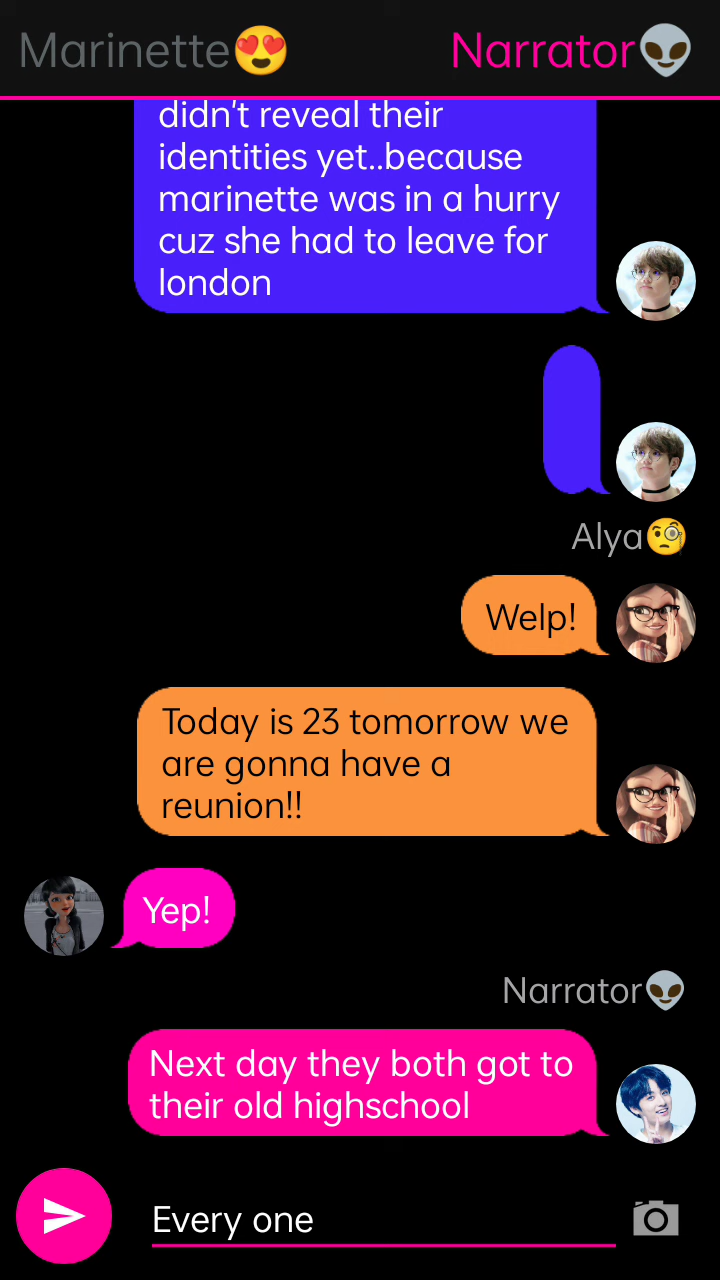 Marinette😍 Narrator👽
didn't reveal their
identities yet..because
marinette was in a hurry
cuz she had to leave for
london
Alya🧐
Welp!
Today is 23 tomorrow we
are gonna have a
reunion!!
Yep!
Narrator👽
Next day they both got to
their old highschool
Every one